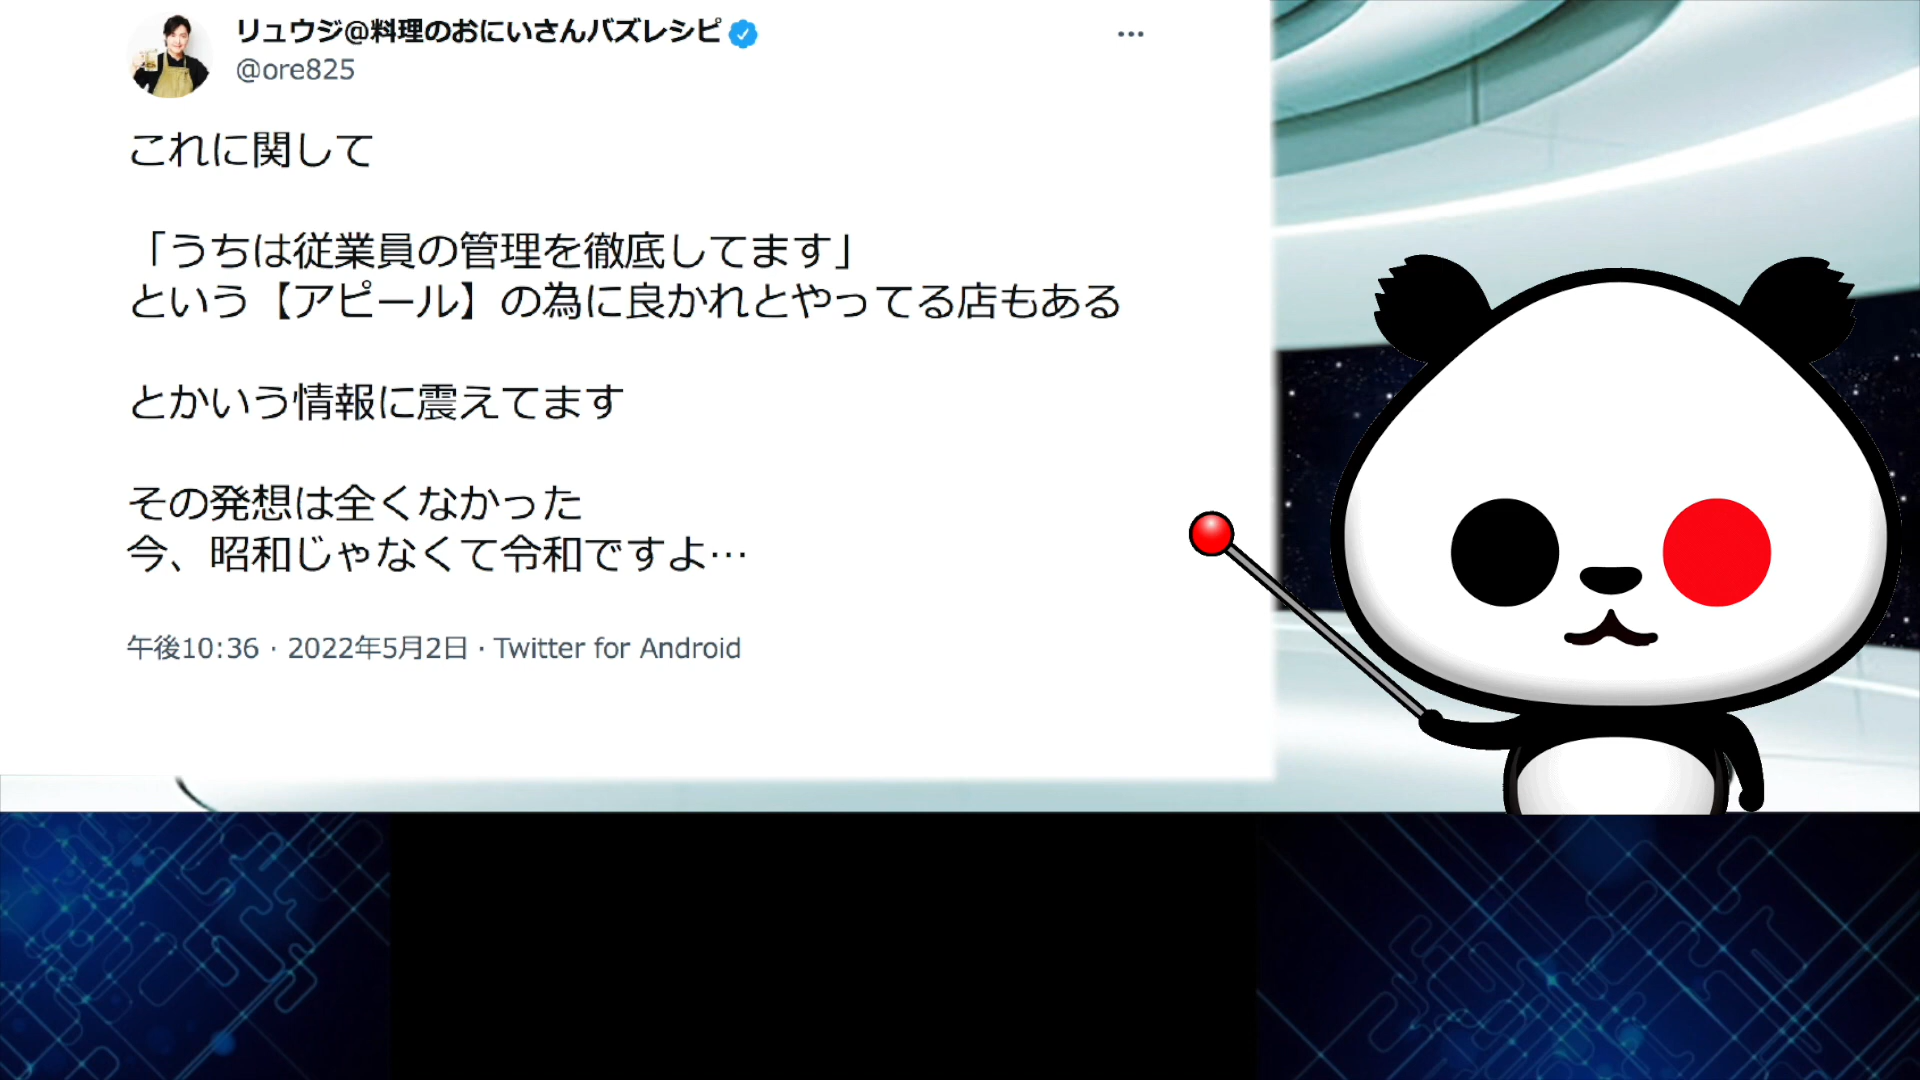 リュウジ@料理のおにいさんバズレシピ
@ore825
これに関して
「うちは従業員の管理を徹底してます」
という【アピール】の為に良かれとやってる店もある
とかいう情報に震えてます
その発想は全くなかった
今、昭和じゃなくて令和ですよ…
午後10:36 · 2022年5月2日 · Twitter for Android